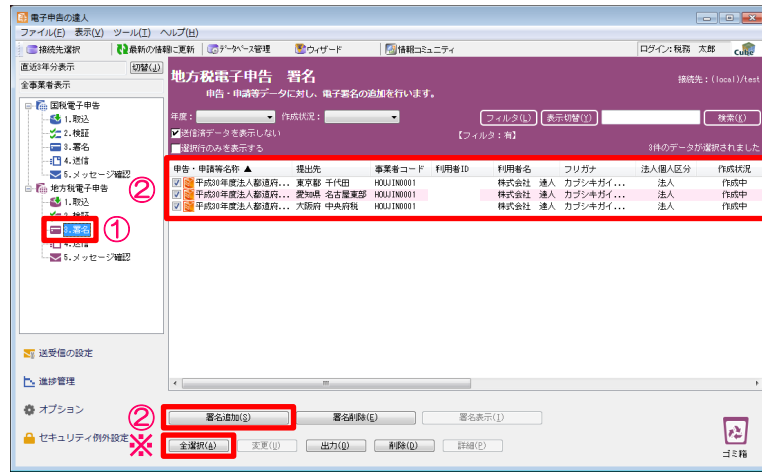 電子申告の達人
ファイル(F) 表示(V) ツール(T) ヘルプ(H)
接続先選択 最新の情報に更新 データベース管理 ウィザード 情報コミュニティ ログイン:税務 太郎 Cube
直近3年分表示 切替(J)
全事業者表示
国税電子申告
1.取込
2.検証
3.署名
4.送信
5.メッセージ確認
地方税電子申告
1.取込
2.検証
3.署名
4.送信
5.メッセージ確認
①
②
送受信の設定
進捗管理
オプション
セキュリティ例外設定
地方税電子申告 署名
接続先:(local)/test
申告・申請等データに対し、電子署名の追加を行います。
年度: 作成状況: フィルタ(L) 表示切替(Y) 検索(K)
送信済データを表示しない 【フィルタ:有】
選択行のみを表示する 3件のデータが選択されました
申告・申請等名称 ▲ 提出先 事業者コード 利用者ID 利用者名 フリガナ 法人個人区分 作成状況
平成30年度法人都道府... 東京都 千代田 HOUJIN0001 株式会社 達人 カブシキガイ... 法人 作成中
平成30年度法人都道府... 愛知県 名古屋東部 HOUJIN0001 株式会社 達人 カブシキガイ... 法人 作成中
平成30年度法人都道府... 大阪府 中央府税 HOUJIN0001 株式会社 達人 カブシキガイ... 法人 作成中
② 署名追加(S) 署名削除(E) 署名表示(I)
※ 全選択(A) 変更(U) 出力(O) 削除(D) 詳細(P)
ゴミ箱